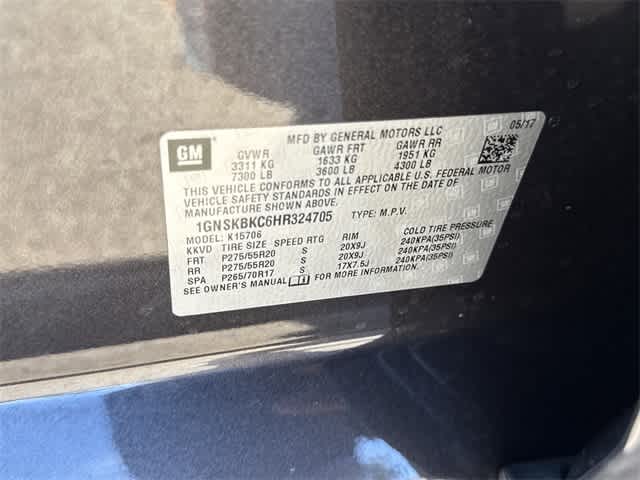 GM
MFD BY GENERAL MOTORS LLC 05/17
GVWR GAWR FRT GAWR RR
3311 KG 1633 KG 1951 KG
7300 LB 3600 LB 4300 LB
THIS VEHICLE CONFORMS TO ALL APPLICABLE U.S. FEDERAL MOTOR
VEHICLE SAFETY STANDARDS IN EFFECT ON THE DATE OF
MANUFACTURE SHOWN ABOVE.
1GNSKBKC6HR324705 TYPE: M.P.V.
MODEL: K15706
KKVD TIRE SIZE SPEED RTG RIM COLD TIRE PRESSURE
FRT P275/55R20 S 20X9J 240KPA(35PSI)
RR P275/55R20 S 20X9J 240KPA(35PSI)
SPA P265/70R17 S 17X7.5J 240KPA(35PSI)
SEE OWNER'S MANUAL FOR MORE INFORMATION.